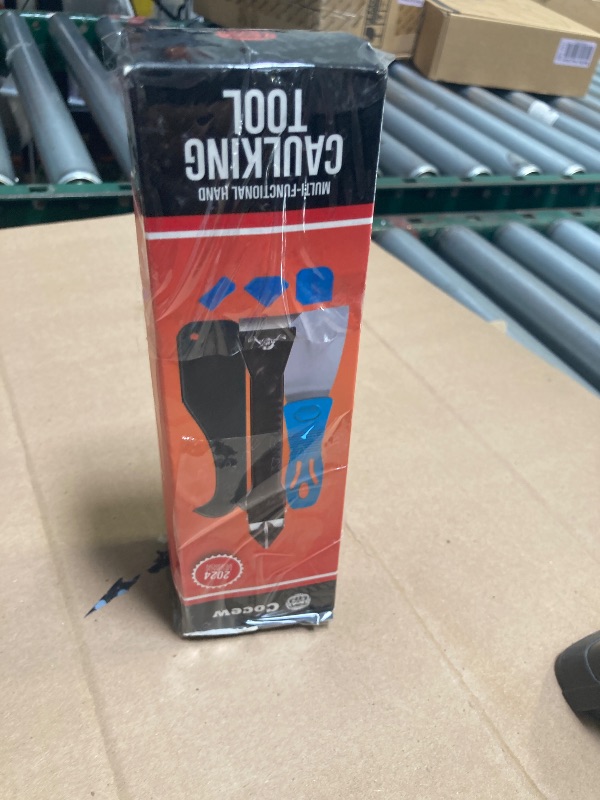 Cocew
2024
MULTI-FUNCTIONAL HAND
CAULKING
TOOL